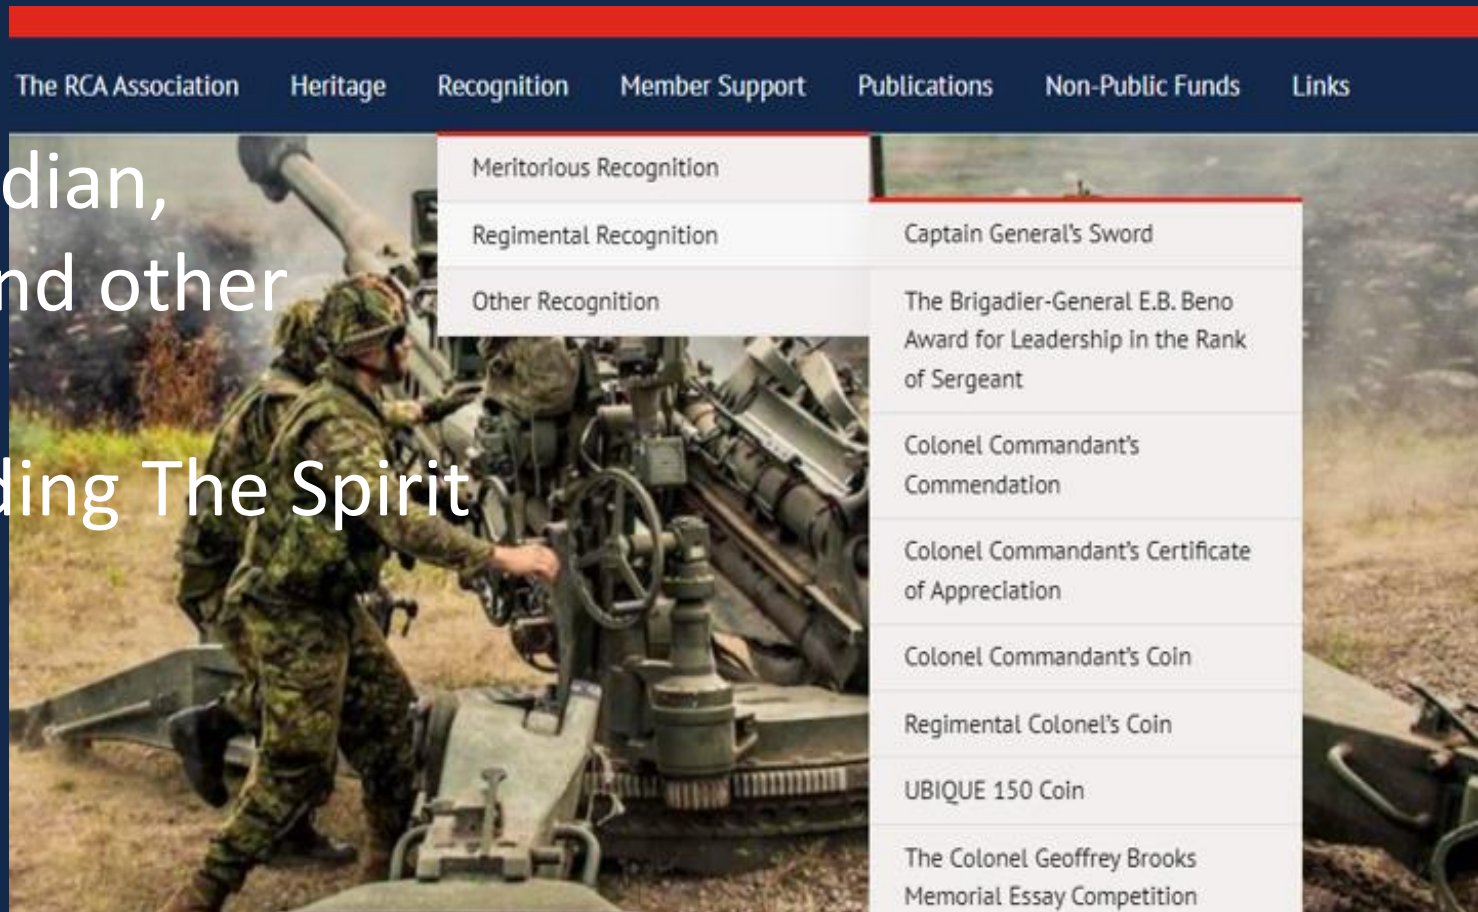 The RCA Association Heritage Recognition Member Support Publications Non-Public Funds Links
dian,
nd other
ding The Spirit
Meritorious Recognition
Regimental Recognition
Other Recognition
Captain General's Sword
The Brigadier-General E.B. Beno
Award for Leadership in the Rank
of Sergeant
Colonel Commandant's
Commendation
Colonel Commandant's Certificate
of Appreciation
Colonel Commandant's Coin
Regimental Colonel's Coin
UBIQUE 150 Coin
The Colonel Geoffrey Brooks
Memorial Essay Competition